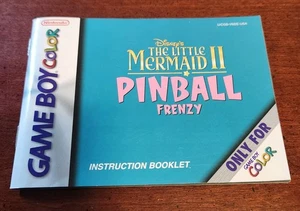 Nintendo
GAME BOY COLOR
Disney's
THE LITTLE
MERMAID II
PINBALL
FRENZY
INSTRUCTION BOOKLET
ONLY FOR
GAME BOY
COLOR